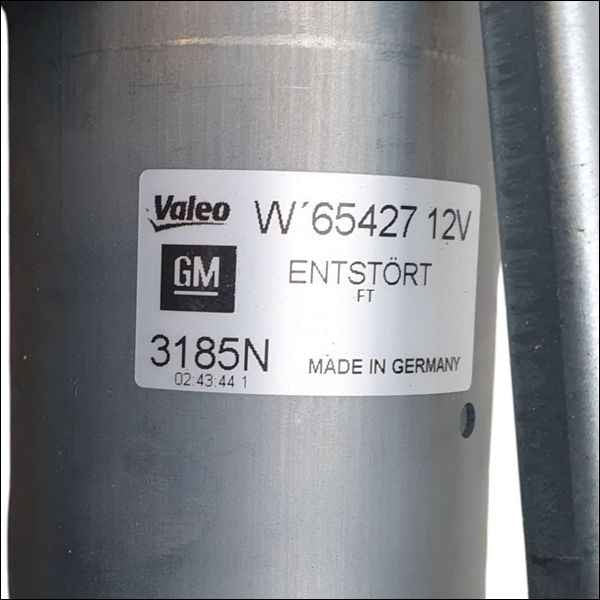 Valeo W´65427 12V
GM ENTSTÖRT
FT
3185N MADE IN GERMANY
02:43:44 1